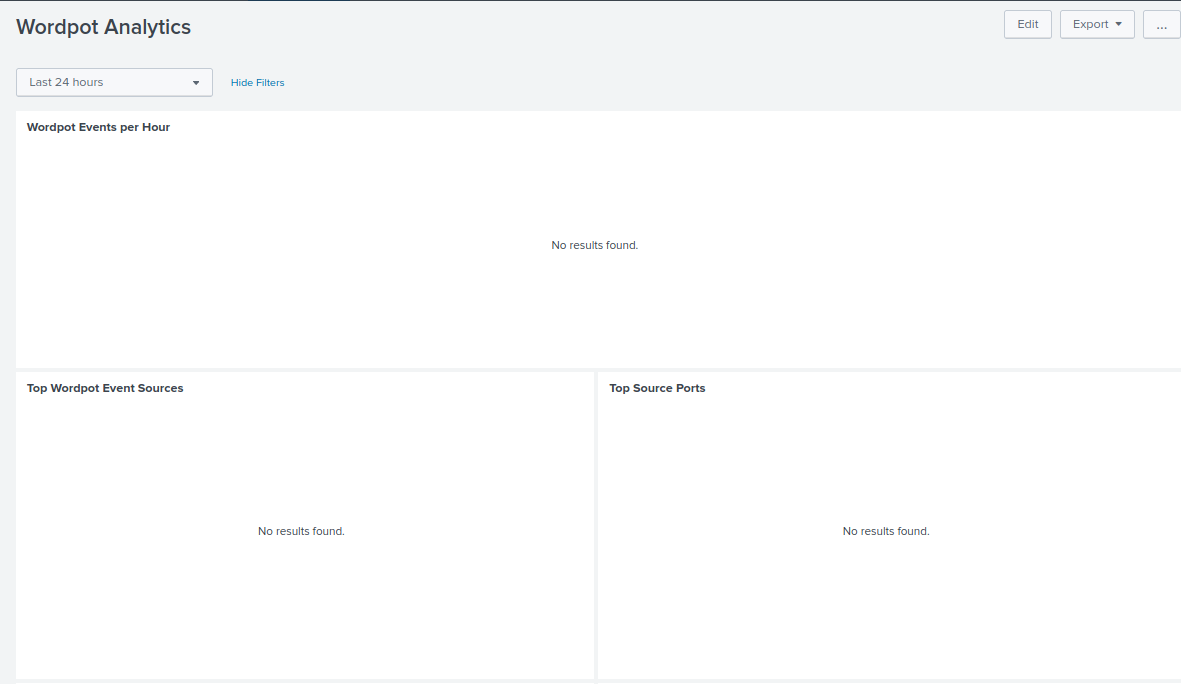 Wordpot Analytics
Edit
Export
...
Last 24 hours
Hide Filters
Wordpot Events per Hour
No results found.
Top Wordpot Event Sources
Top Source Ports
No results found.
No results found.